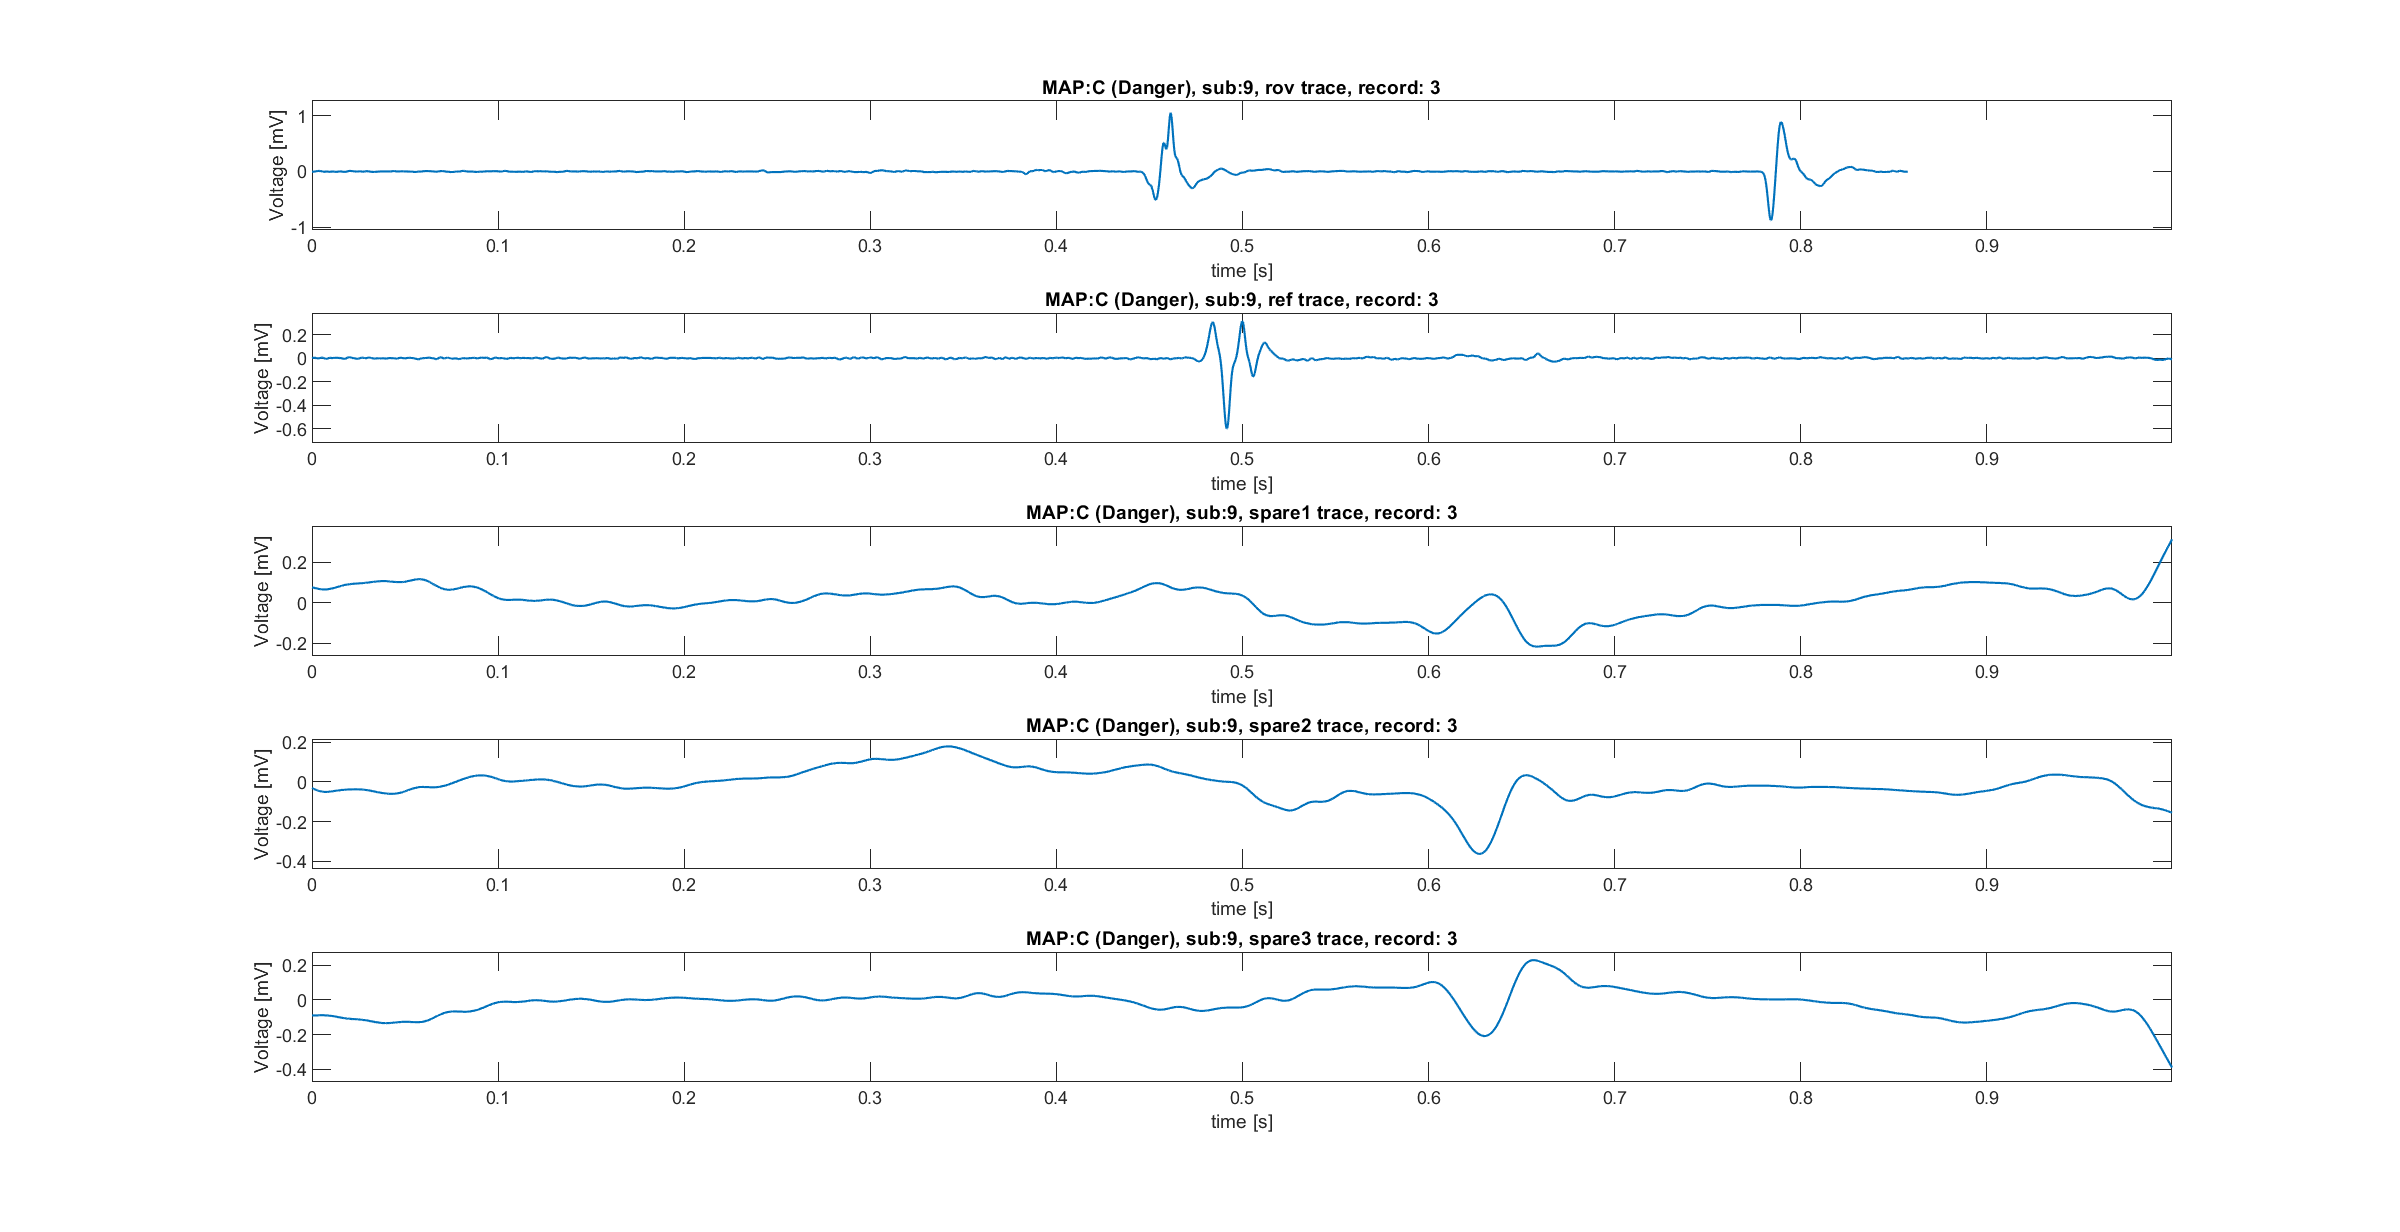 MAP:C (Danger), sub:9, rov trace, record: 3
Voltage [mV]
1
0
-1
0 0.1 0.2 0.3 0.4 0.5 0.6 0.7 0.8 0.9
time [s]
MAP:C (Danger), sub:9, ref trace, record: 3
Voltage [mV]
0.2
0
-0.2
-0.4
-0.6
0 0.1 0.2 0.3 0.4 0.5 0.6 0.7 0.8 0.9
time [s]
MAP:C (Danger), sub:9, spare1 trace, record: 3
Voltage [mV]
0.2
0
-0.2
0 0.1 0.2 0.3 0.4 0.5 0.6 0.7 0.8 0.9
time [s]
MAP:C (Danger), sub:9, spare2 trace, record: 3
Voltage [mV]
0.2
0
-0.2
-0.4
0 0.1 0.2 0.3 0.4 0.5 0.6 0.7 0.8 0.9
time [s]
MAP:C (Danger), sub:9, spare3 trace, record: 3
Voltage [mV]
0.2
0
-0.2
-0.4
0 0.1 0.2 0.3 0.4 0.5 0.6 0.7 0.8 0.9
time [s]